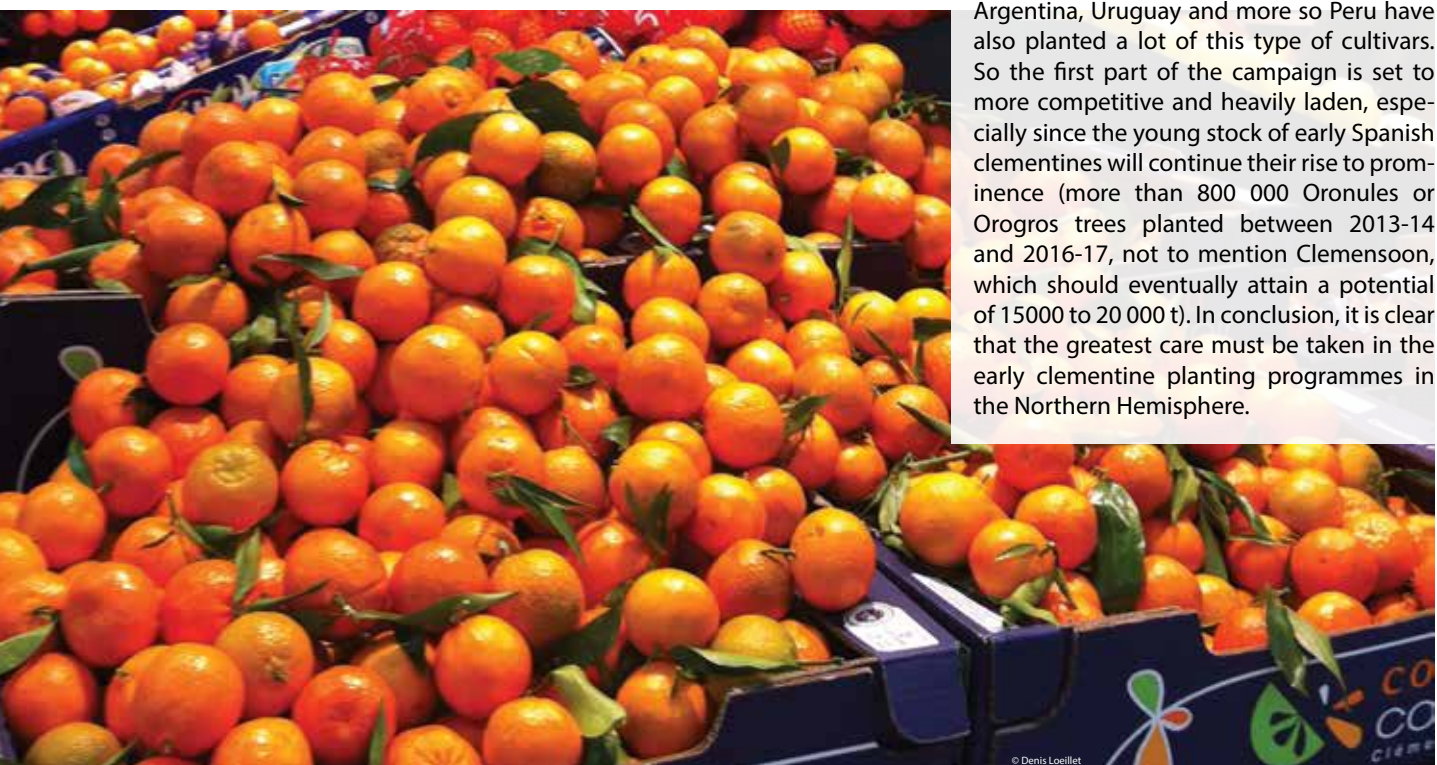 Argentina, Uruguay and more so Peru have
also planted a lot of this type of cultivars.
So the first part of the campaign is set to
more competitive and heavily laden, espe-
cially since the young stock of early Spanish
clementines will continue their rise to prom-
inence (more than 800 000 Oronules or
Orogros trees planted between 2013-14
and 2016-17, not to mention Clemensoon,
which should eventually attain a potential
of 15000 to 20 000 t). In conclusion, it is clear
that the greatest care must be taken in the
early clementine planting programmes in
the Northern Hemisphere.
© Denis Loeillet